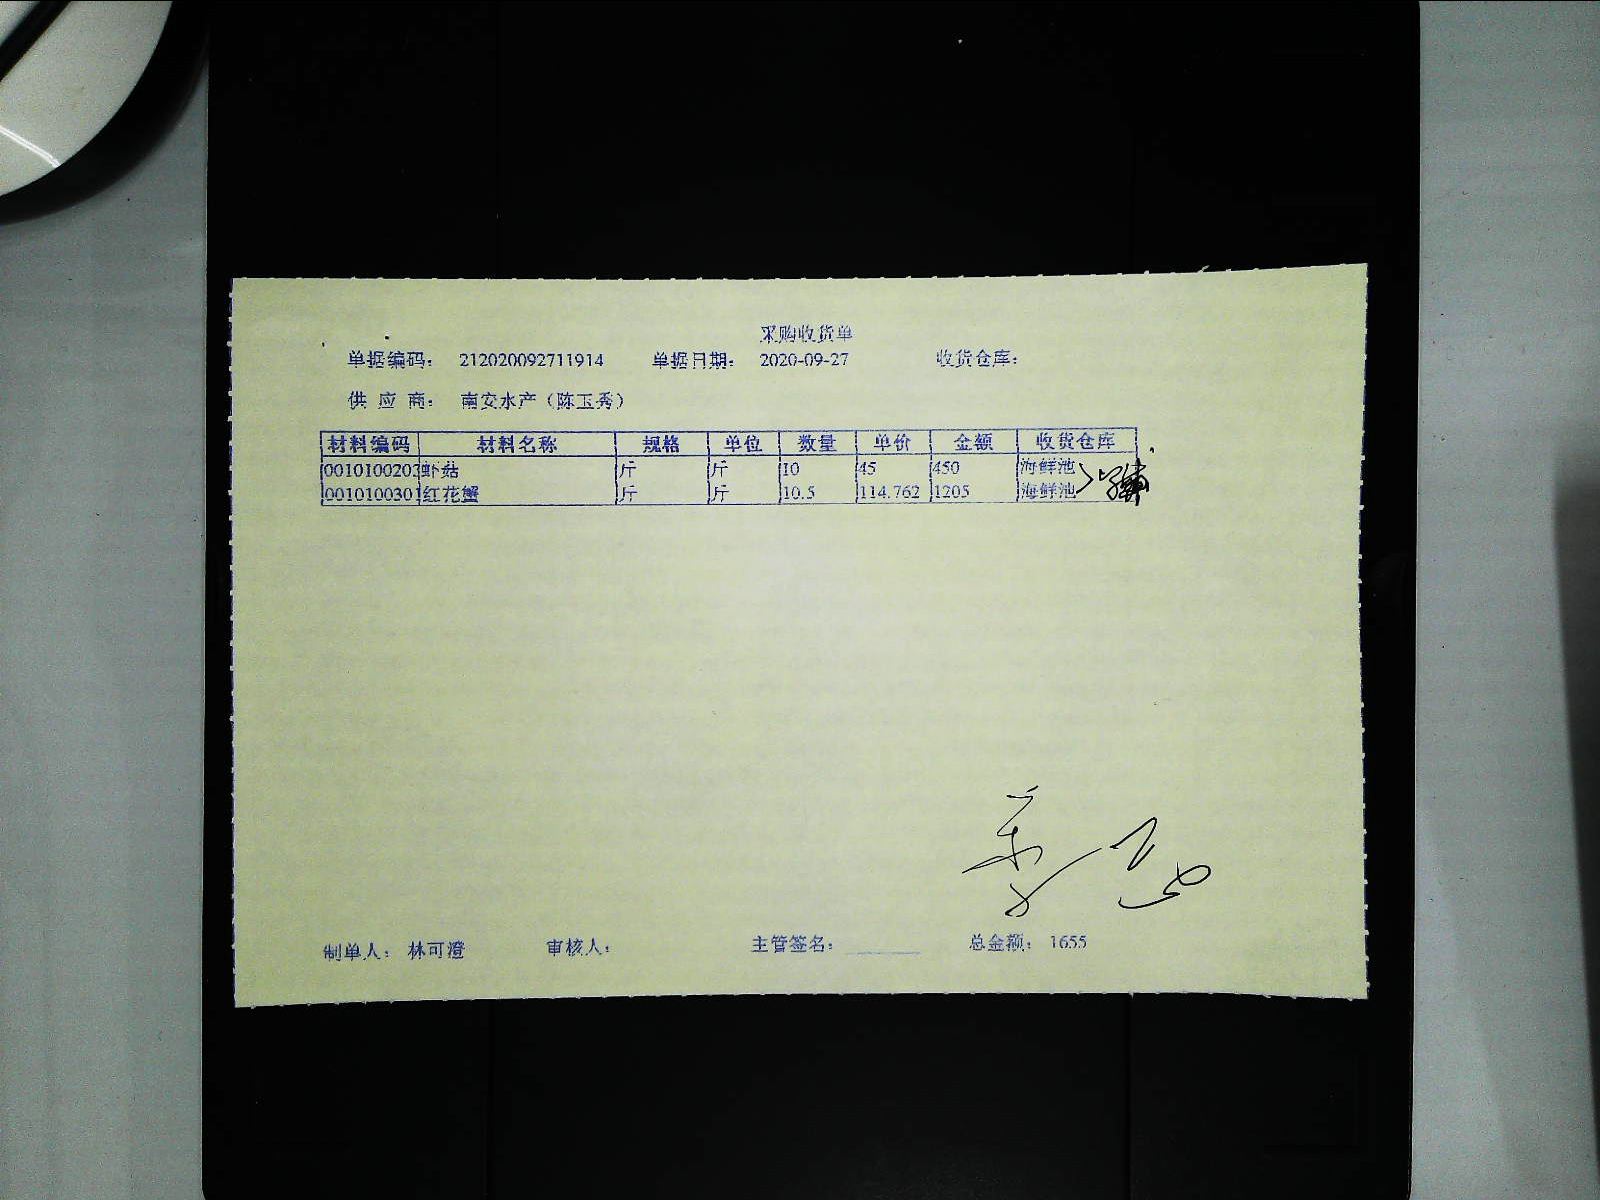 采购收货单
单据编码： 212020092711914 单据日期： 2020-09-27 收货仓库：
供 应 商： 南安水产（陈玉秀）
材料编码 材料名称 规格 单位 数量 单价 金额 收货仓库
0010100203 虾菇 斤 斤 10 45 450 海鲜池
0010100301 红花蟹 斤 斤 10.5 114.762 1205 海鲜池
制单人： 林可澄 审核人： 主管签名： 总金额： 1655